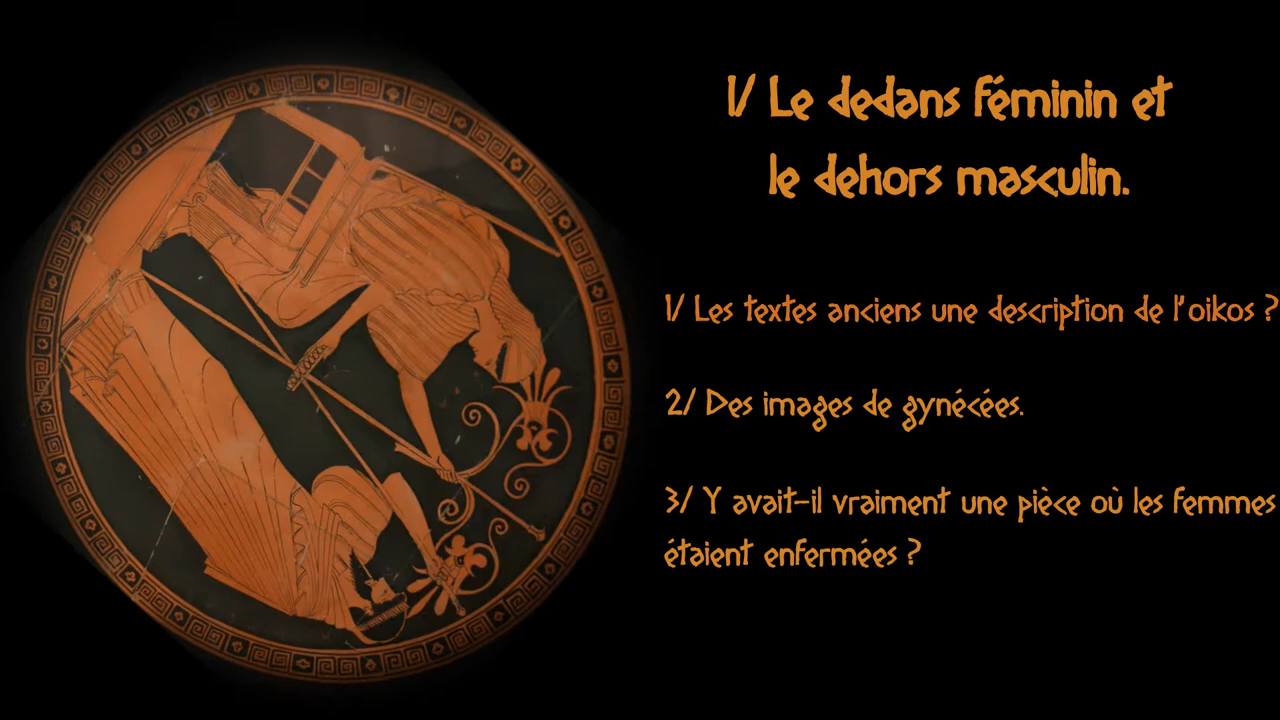 1/ Le dedans féminin et
le dehors masculin.
1/ Les textes anciens une description de l'oikos ?
2/ Des images de gynécées.
3/ Y avait-il vraiment une pièce où les femmes
étaient enfermées ?